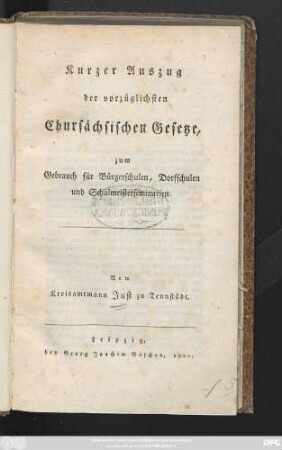 Kurzer Auszug
der vorzüglichsten
Chursächsischen Gesetze,
zum
Gebrauch für Bürgerschulen, Dorfschulen
und Schulmeisterseminarien.
Vom
Kreisamtmann Just zu Tennstädt.
Leipzig,
bey Georg Joachim Göschen,